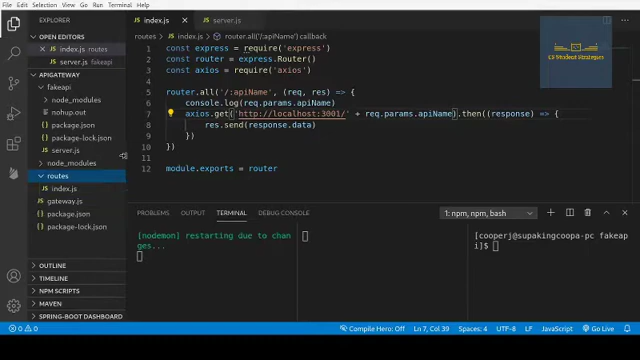 File Edit Selection View Go Run Terminal Help
EXPLORER
OPEN EDITORS
index.js routes
server.js fakeapi
APIGATEWAY
fakeapi
node_modules
nohup.out
package.json
package-lock.json
server.js
node_modules
routes
index.js
gateway.js
package.json
package-lock.json
OUTLINE
TIMELINE
NPM SCRIPTS
MAVEN
SPRING-BOOT DASHBOARD
index.js
server.js
CS Student Strategies
routes > index.js > router.all('/:apiName') callback
1 const express = require('express')
2 const router = express.Router()
3 const axios = require('axios')
4
5 router.all('/:apiName', (req, res) => {
6 console.log(req.params.apiName)
7 axios.get('http://localhost:3001/' + req.params.apiName).then((response) => {
8 res.send(response.data)
9 })
10 })
11
12 module.exports = router
PROBLEMS TERMINAL DEBUG CONSOLE
1: npm, npm, bash
[nodemon] restarting due to chan
ges...
[cooperj@supakingcoopa-pc fakeap
i]$
0 0
Compile Hero: Off Ln 7, Col 39 Spaces: 4 UTF-8 LF JavaScript Go Live